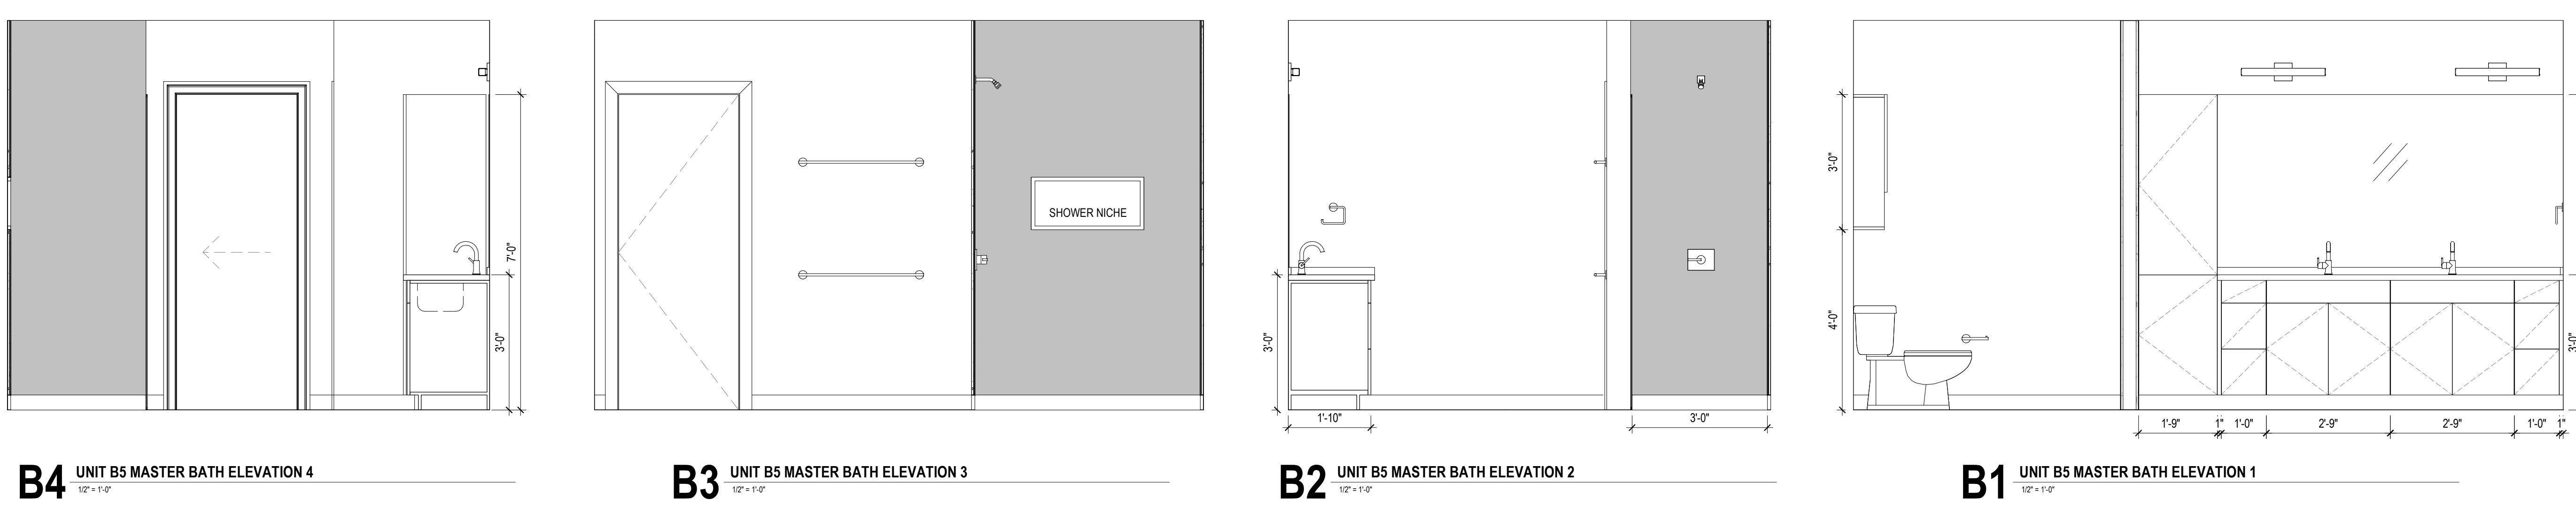 7'-0"
3'-0"
B4 UNIT B5 MASTER BATH ELEVATION 4
1/2" = 1'-0"
SHOWER NICHE
B3 UNIT B5 MASTER BATH ELEVATION 3
1/2" = 1'-0"
3'-0"
1'-10"
3'-0"
B2 UNIT B5 MASTER BATH ELEVATION 2
1/2" = 1'-0"
3'-0"
4'-0"
3'-0"
1'-9" 1" 1'-0" 2'-9" 2'-9" 1'-0" 1"
B1 UNIT B5 MASTER BATH ELEVATION 1
1/2" = 1'-0"